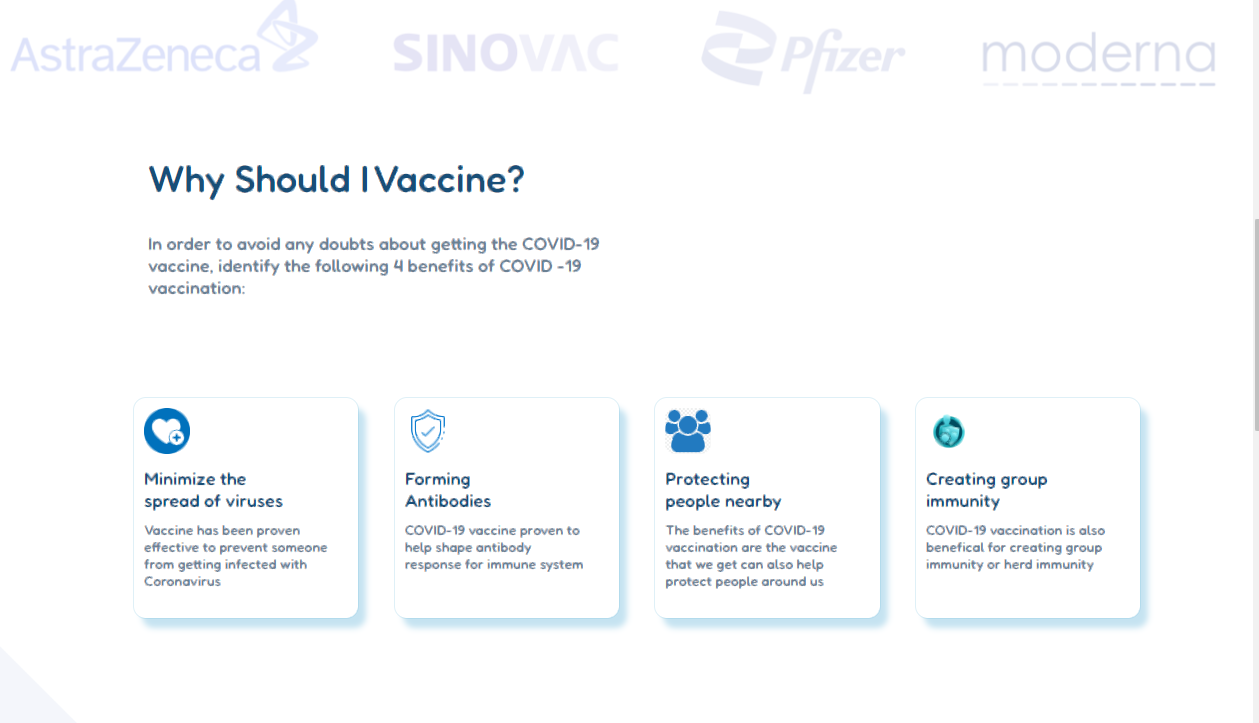 AstraZeneca SINOVAC Pfizer moderna
Why Should I Vaccine?
In order to avoid any doubts about getting the COVID-19
vaccine, identify the following 4 benefits of COVID -19
vaccination:
Minimize the
spread of viruses
Vaccine has been proven
effective to prevent someone
from getting infected with
Coronavirus
Forming
Antibodies
COVID-19 vaccine proven to
help shape antibody
response for immune system
Protecting
people nearby
The benefits of COVID-19
vaccination are the vaccine
that we get can also help
protect people around us
Creating group
immunity
COVID-19 vaccination is also
benefical for creating group
immunity or herd immunity